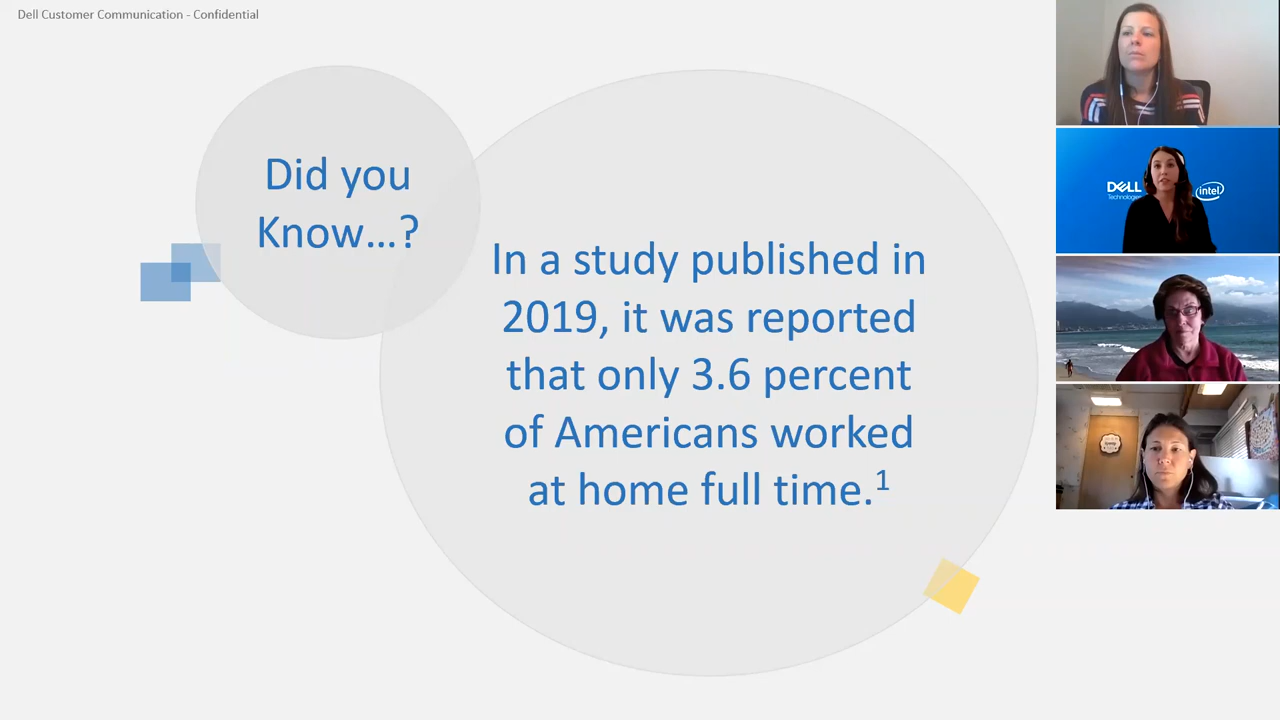 Dell Customer Communication - Confidential
Did you
Know...?
In a study published in
2019, it was reported
that only 3.6 percent
of Americans worked
at home full time.1
DELL
Technologies
intel